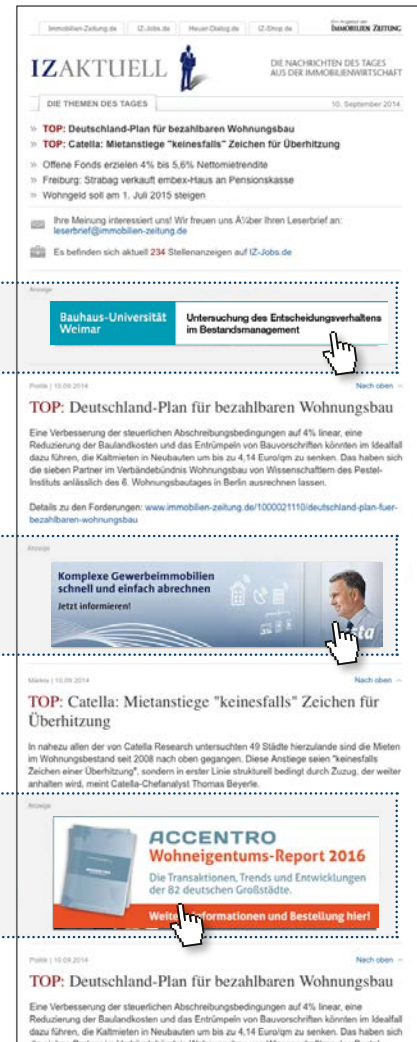 Immobilien-Zeitung.de IZ-Jobs.de Heuer-Dialog.de IZ-Shop.de Ein Angebot der IMMOBILIEN ZEITUNG
IZAKTUELL
DIE NACHRICHTEN DES TAGES
AUS DER IMMOBILIENWIRTSCHAFT
DIE THEMEN DES TAGES 10. September 2014
» TOP: Deutschland-Plan für bezahlbaren Wohnungsbau
» TOP: Catella: Mietanstiege "keinesfalls" Zeichen für Überhitzung
» Offene Fonds erzielen 4% bis 5,6% Nettomietrendite
» Freiburg: Strabag verkauft embex-Haus an Pensionskasse
» Wohngeld soll am 1. Juli 2015 steigen
Ihre Meinung interessiert uns! Wir freuen uns Ã½ber Ihren Leserbrief an:
leserbrief@immobilien-zeitung.de
Es befinden sich aktuell 234 Stellenanzeigen auf IZ-Jobs.de
Anzeige
Bauhaus-Universität
Weimar
Untersuchung des Entscheidungsverhaltens
im Bestandsmanagement
Politik | 10.09.2014 Nach oben
TOP: Deutschland-Plan für bezahlbaren Wohnungsbau
Eine Verbesserung der steuerlichen Abschreibungsbedingungen auf 4% linear, eine
Reduzierung der Baulandkosten und das Entrümpeln von Bauvorschriften könnten im Idealfall
dazu führen, die Kaltmieten in Neubauten um bis zu 4,14 Euro/qm zu senken. Das haben sich
die sieben Partner im Verbändebündnis Wohnungsbau von Wissenschaftlern des Pestel-
Instituts anlässlich des 6. Wohnungsbautages in Berlin ausrechnen lassen.
Details zu den Forderungen: www.immobilien-zeitung.de/1000021110/deutschland-plan-fuer-
bezahlbaren-wohnungsbau
Anzeige
Komplexe Gewerbeimmobilien
schnell und einfach abrechnen
Jetzt informieren!
Märkte | 10.09.2014 Nach oben
TOP: Catella: Mietanstiege "keinesfalls" Zeichen für
Überhitzung
In nahezu allen der von Catella Research untersuchten 49 Städte hierzulande sind die Mieten
im Wohnungsbestand seit 2008 nach oben gegangen. Diese Anstiege seien "keinesfalls
Zeichen einer Überhitzung", sondern in erster Linie strukturell bedingt durch Zuzug, der weiter
anhalten wird, meint Catella-Chefanalyst Thomas Beyerle.
Anzeige
ACCENTRO
Wohneigentums-Report 2016
Die Transaktionen, Trends und Entwicklungen
der 82 deutschen Großstädte.
Weitere Informationen und Bestellung hier!
Politik | 10.09.2014 Nach oben
TOP: Deutschland-Plan für bezahlbaren Wohnungsbau
Eine Verbesserung der steuerlichen Abschreibungsbedingungen auf 4% linear, eine
Reduzierung der Baulandkosten und das Entrümpeln von Bauvorschriften könnten im Idealfall
dazu führen, die Kaltmieten in Neubauten um bis zu 4,14 Euro/qm zu senken. Das haben sich